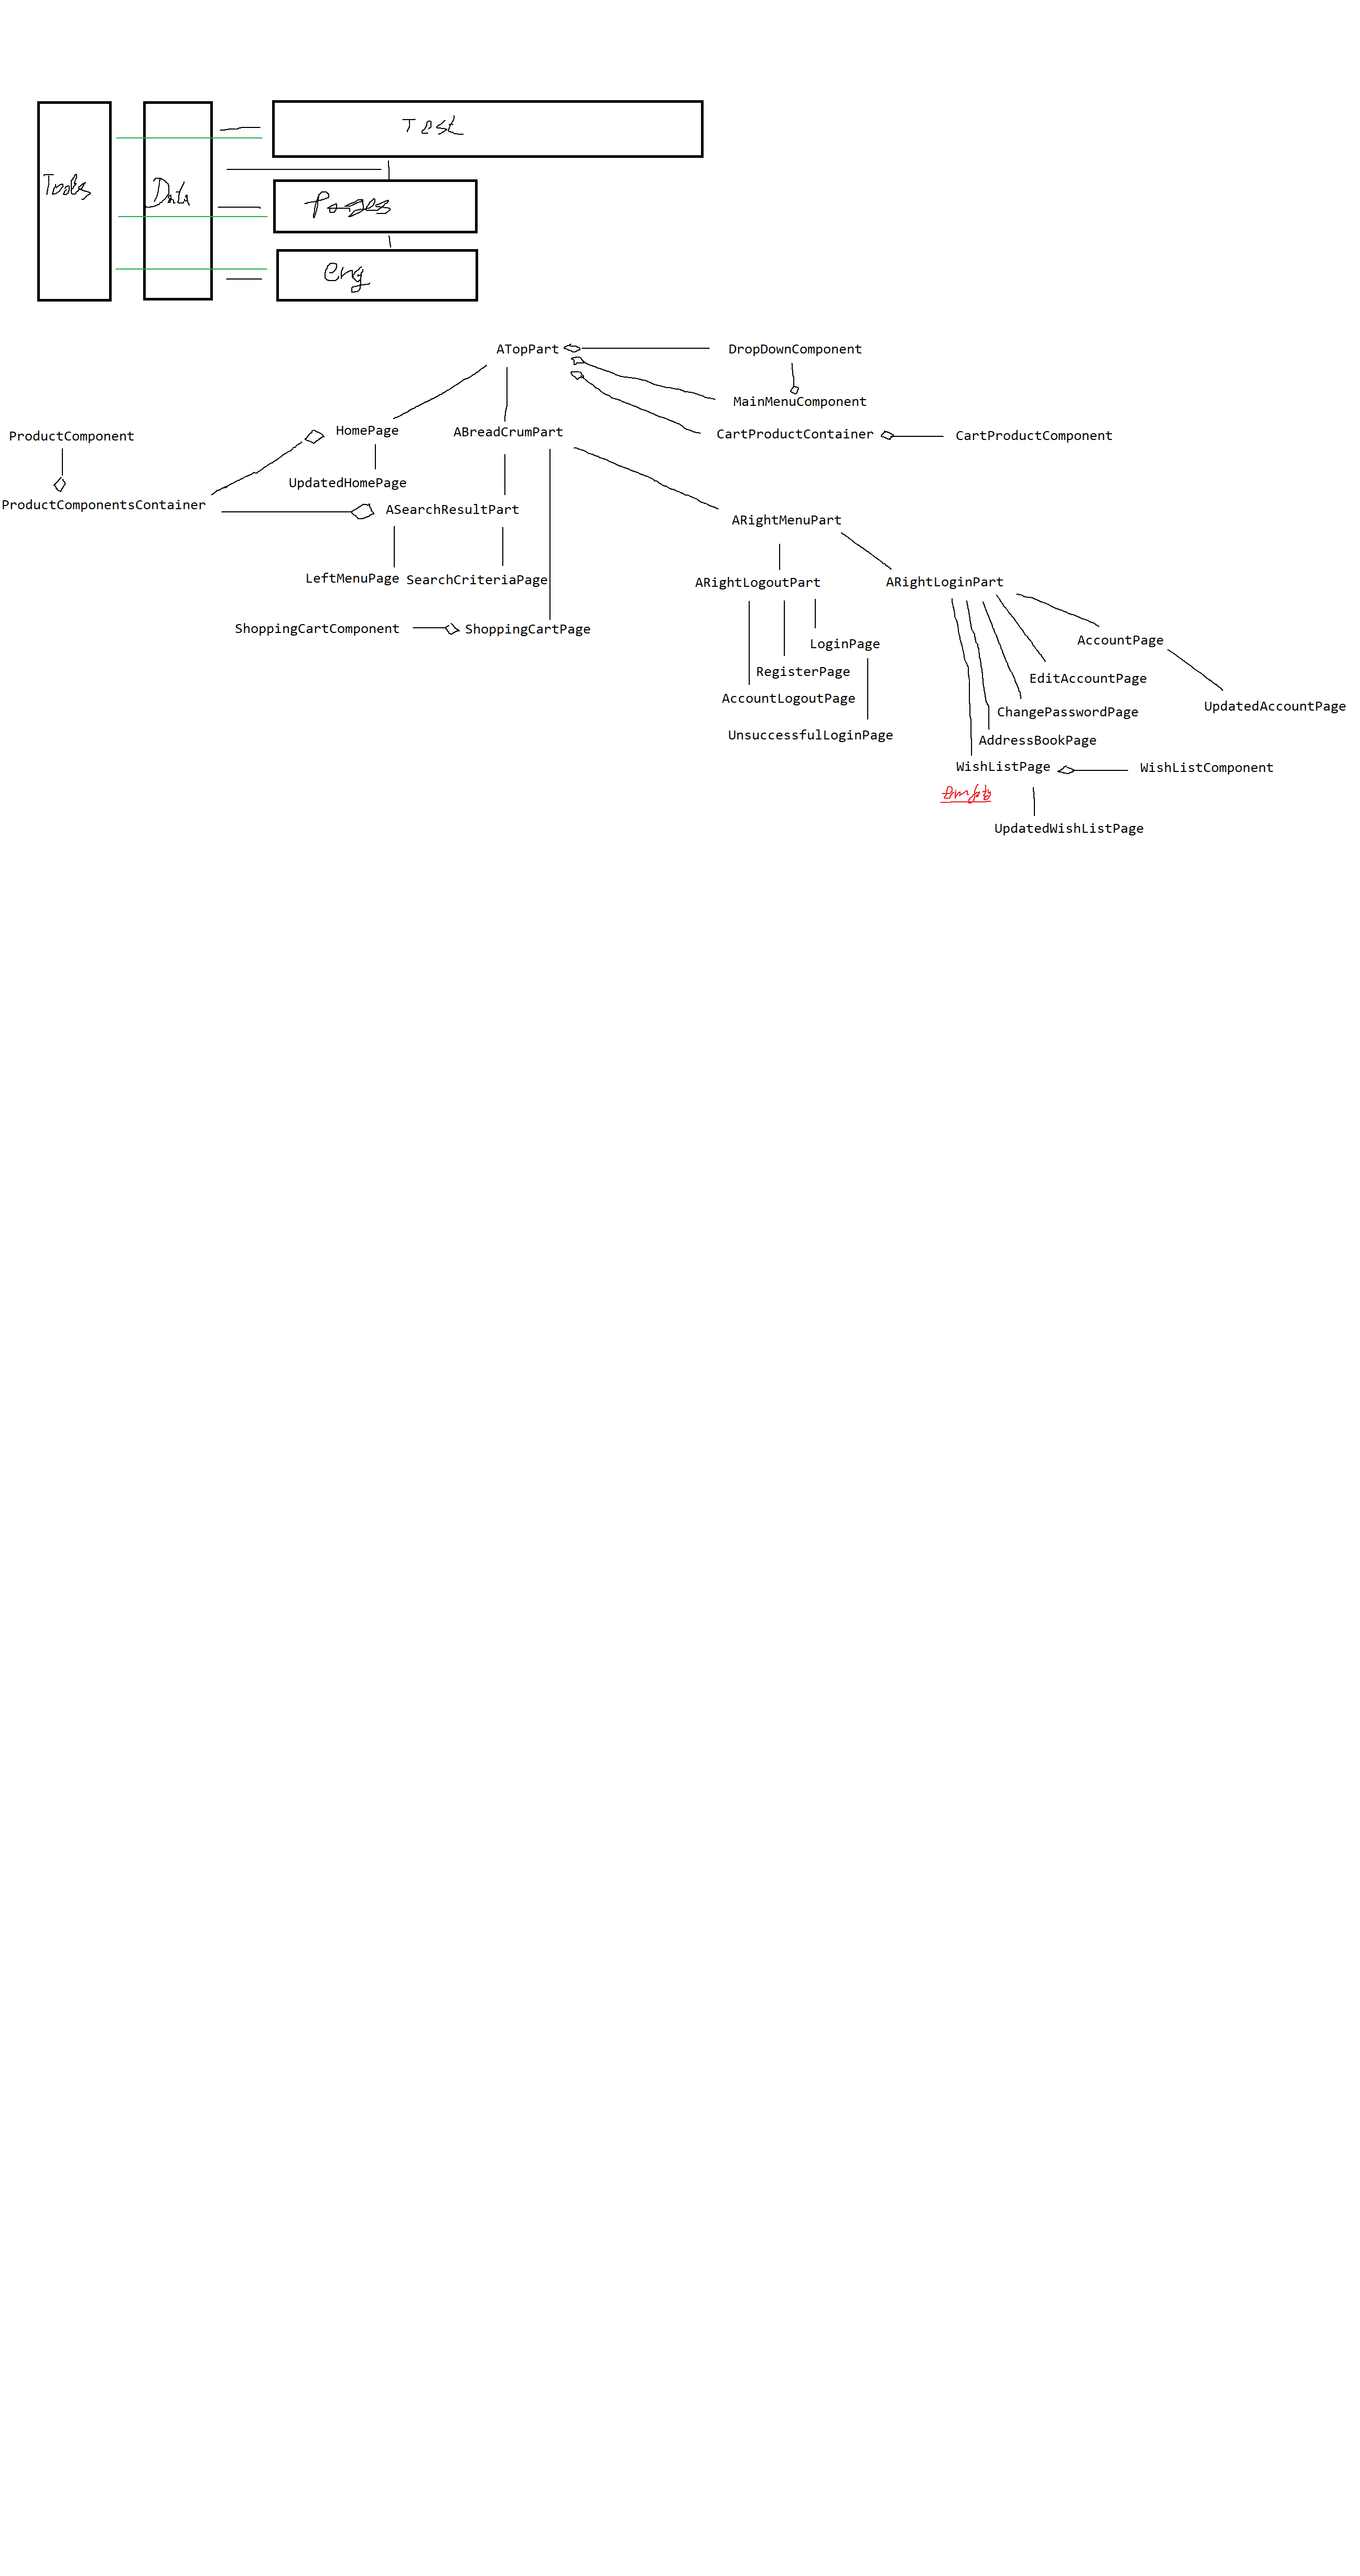 Test
Tools
Data
Pages
eng
ATopPart
DropDownComponent
MainMenuComponent
HomePage
ABreadCrumPart
CartProductContainer
CartProductComponent
ProductComponent
UpdatedHomePage
ProductComponentsContainer
ASearchResultPart
ARightMenuPart
LeftMenuPage
SearchCriteriaPage
ARightLogoutPart
ARightLoginPart
ShoppingCartComponent
ShoppingCartPage
LoginPage
AccountPage
RegisterPage
EditAccountPage
AccountLogoutPage
ChangePasswordPage
UpdatedAccountPage
UnsuccessfulLoginPage
AddressBookPage
WishListPage
WishListComponent
UpdatedWishListPage